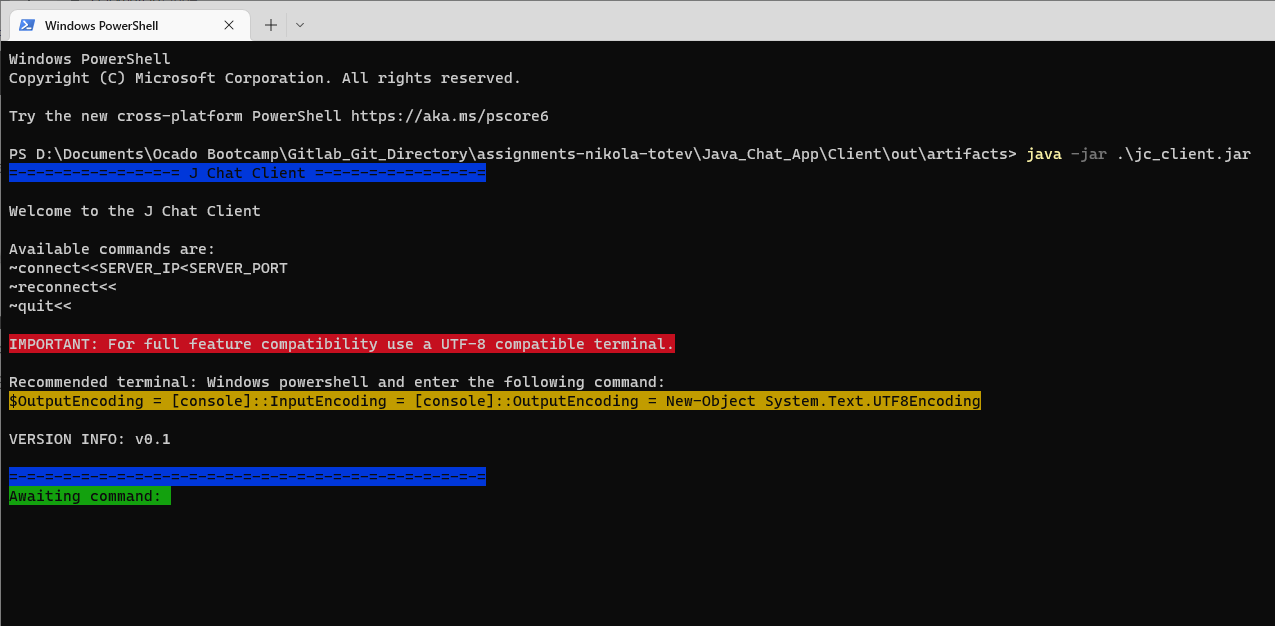 Windows PowerShell
Windows PowerShell
Copyright (C) Microsoft Corporation. All rights reserved.
Try the new cross-platform PowerShell https://aka.ms/pscore6
PS D:\Documents\Ocado Bootcamp\Gitlab_Git_Directory\assignments-nikola-totev\Java_Chat_App\Client\out\artifacts> java -jar .\jc_client.jar
=-=-=-=-=-=-=-=-=-= J Chat Client =-=-=-=-=-=-=-=-=-=
Welcome to the J Chat Client
Available commands are:
~connect<<SERVER_IP<SERVER_PORT
~reconnect<<
~quit<<
IMPORTANT: For full feature compatibility use a UTF-8 compatible terminal.
Recommended terminal: Windows powershell and enter the following command:
$OutputEncoding = [console]::InputEncoding = [console]::OutputEncoding = New-Object System.Text.UTF8Encoding
VERSION INFO: v0.1
=-=-=-=-=-=-=-=-=-=-=-=-=-=-=-=-=-=-=-=-=-=-=-=-=-=-=
Awaiting command: